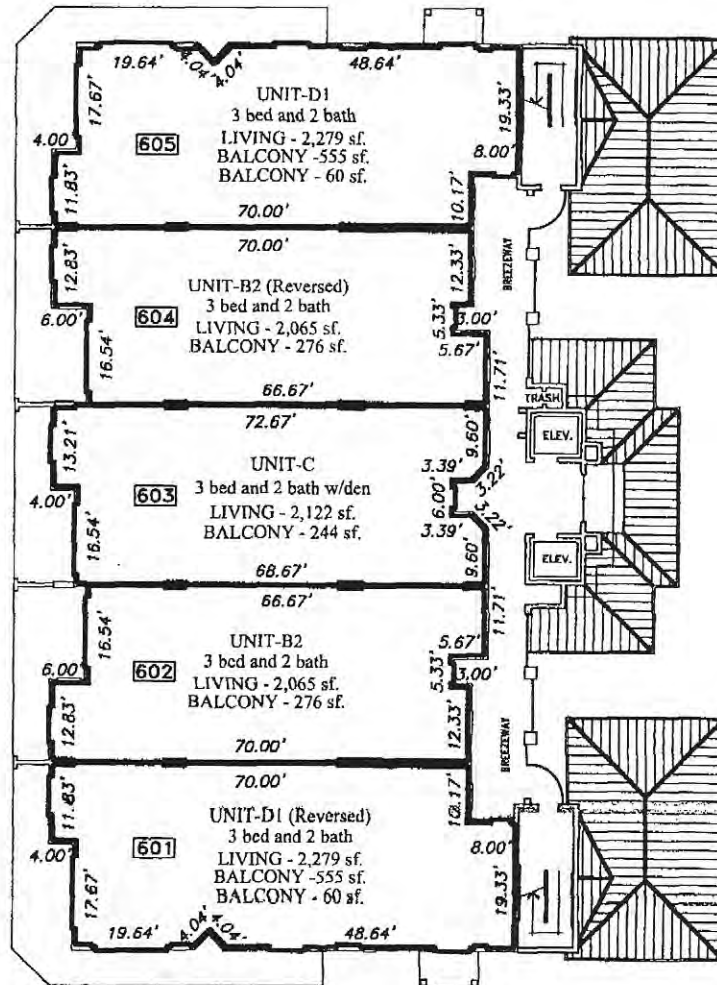 19.64'
4.04'
4.04'
48.64'
17.67'
UNIT-D1
3 bed and 2 bath
LIVING - 2,279 sf.
BALCONY -555 sf.
BALCONY - 60 sf.
605
19.33'
4.00'
8.00'
11.83'
10.17'
70.00'
70.00'
12.83'
UNIT-B2 (Reversed)
3 bed and 2 bath
LIVING - 2,065 sf.
BALCONY - 276 sf.
604
12.33'
BREEZEWAY
6.00'
5.33'
3.00'
5.67'
16.54'
11.71'
66.67'
TRASH
72.67'
13.21'
9.60'
ELEV.
UNIT-C
3 bed and 2 bath w/den
LIVING - 2,122 sf.
BALCONY - 244 sf.
603
3.39'
3.22'
4.00'
6.00'
3.22'
3.39'
16.54'
9.60'
ELEV.
68.67'
66.67'
11.71'
16.54'
UNIT-B2
3 bed and 2 bath
LIVING - 2,065 sf.
BALCONY - 276 sf.
602
5.67'
6.00'
5.33'
3.00'
12.83'
12.33'
BREEZEWAY
70.00'
70.00'
11.83'
10.17'
UNIT-D1 (Reversed)
3 bed and 2 bath
LIVING - 2,279 sf.
BALCONY -555 sf.
BALCONY - 60 sf.
601
4.00'
8.00'
17.67'
19.33'
19.64'
4.04'
4.04'
48.64'